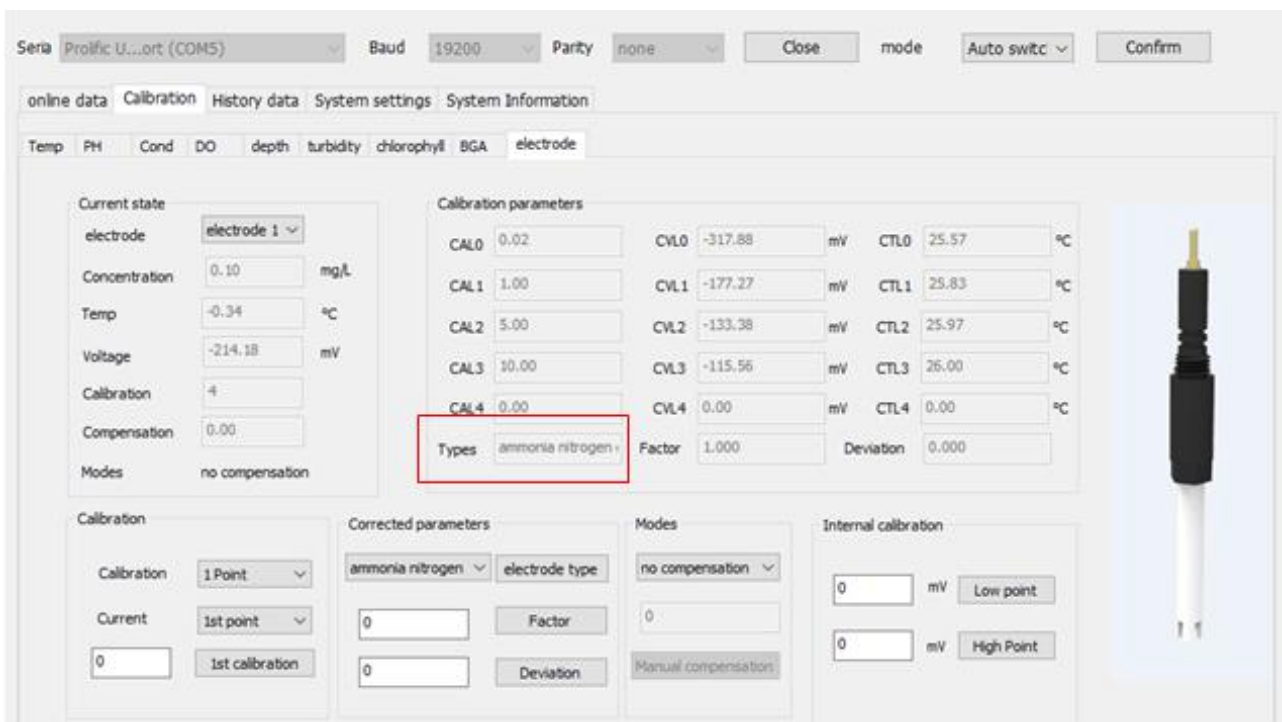 Seria Prolific U...ort (COM5) Baud 19200 Parity none Close mode Auto switc Confirm
online data Calibration History data System settings System Information
Temp PH Cond DO depth turbidity chlorophyll BGA electrode
Current state
electrode electrode 1
Concentration 0.10 mg/L
Temp -0.34 ºC
Voltage -214.18 mV
Calibration 4
Compensation 0.00
Modes no compensation
Calibration parameters
CAL0 0.02 CVL0 -317.88 mV CTL0 25.57 ºC
CAL1 1.00 CVL1 -177.27 mV CTL1 25.83 ºC
CAL2 5.00 CVL2 -133.38 mV CTL2 25.97 ºC
CAL3 10.00 CVL3 -115.56 mV CTL3 26.00 ºC
CAL4 0.00 CVL4 0.00 mV CTL4 0.00 ºC
Types ammonia nitrogen Factor 1.000 Deviation 0.000
Calibration
Calibration 1 Point
Current 1st point
0 1st calibration
Corrected parameters
ammonia nitrogen electrode type
0 Factor
0 Deviation
Modes
no compensation
0
Manual compensation
Internal calibration
0 mV Low point
0 mV High Point